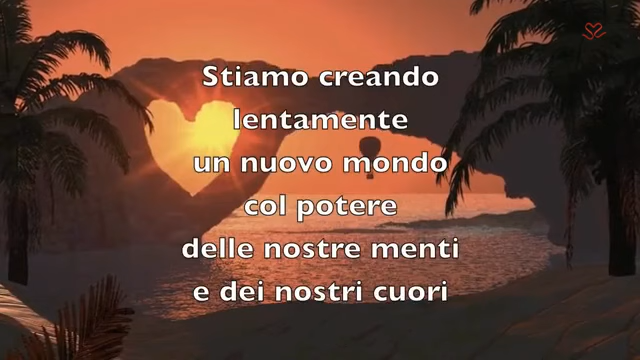 Stiamo creando
lentamente
un nuovo mondo
col potere
delle nostre menti
e dei nostri cuori